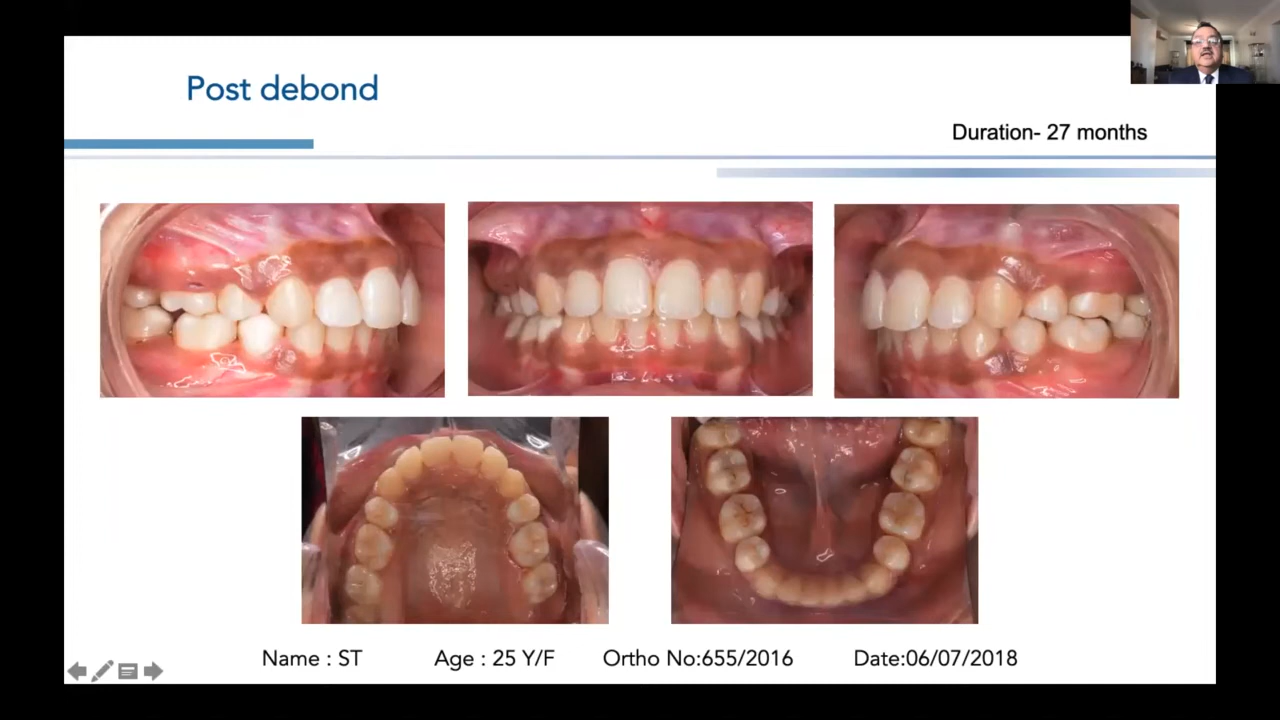 Post debond
Duration- 27 months
Name : ST Age : 25 Y/F Ortho No:655/2016 Date:06/07/2018